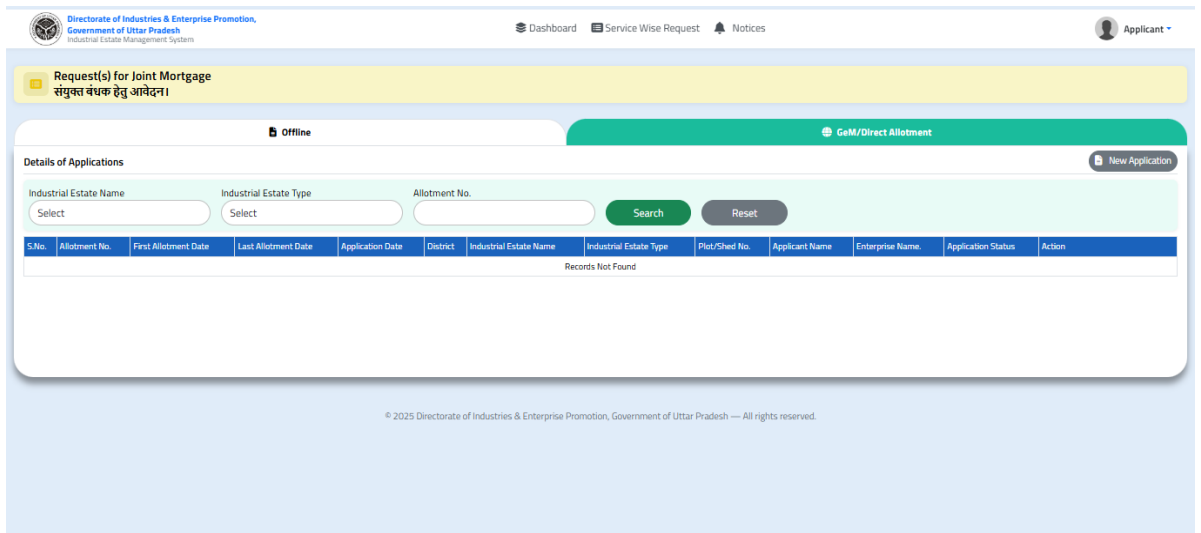 Directorate of Industries & Enterprise Promotion,
Government of Uttar Pradesh
Industrial Estate Management System
Dashboard
Service Wise Request
Notices
Applicant
Request(s) for Joint Mortgage
संयुक्त बंधक हेतु आवेदन।
Offline
GeM/Direct Allotment
Details of Applications
New Application
Industrial Estate Name
Industrial Estate Type
Allotment No.
Select
Select
Search
Reset
S.No. Allotment No. First Allotment Date Last Allotment Date Application Date District Industrial Estate Name Industrial Estate Type Plot/Shed No. Applicant Name Enterprise Name. Application Status Action
Records Not Found
© 2025 Directorate of Industries & Enterprise Promotion, Government of Uttar Pradesh — All rights reserved.